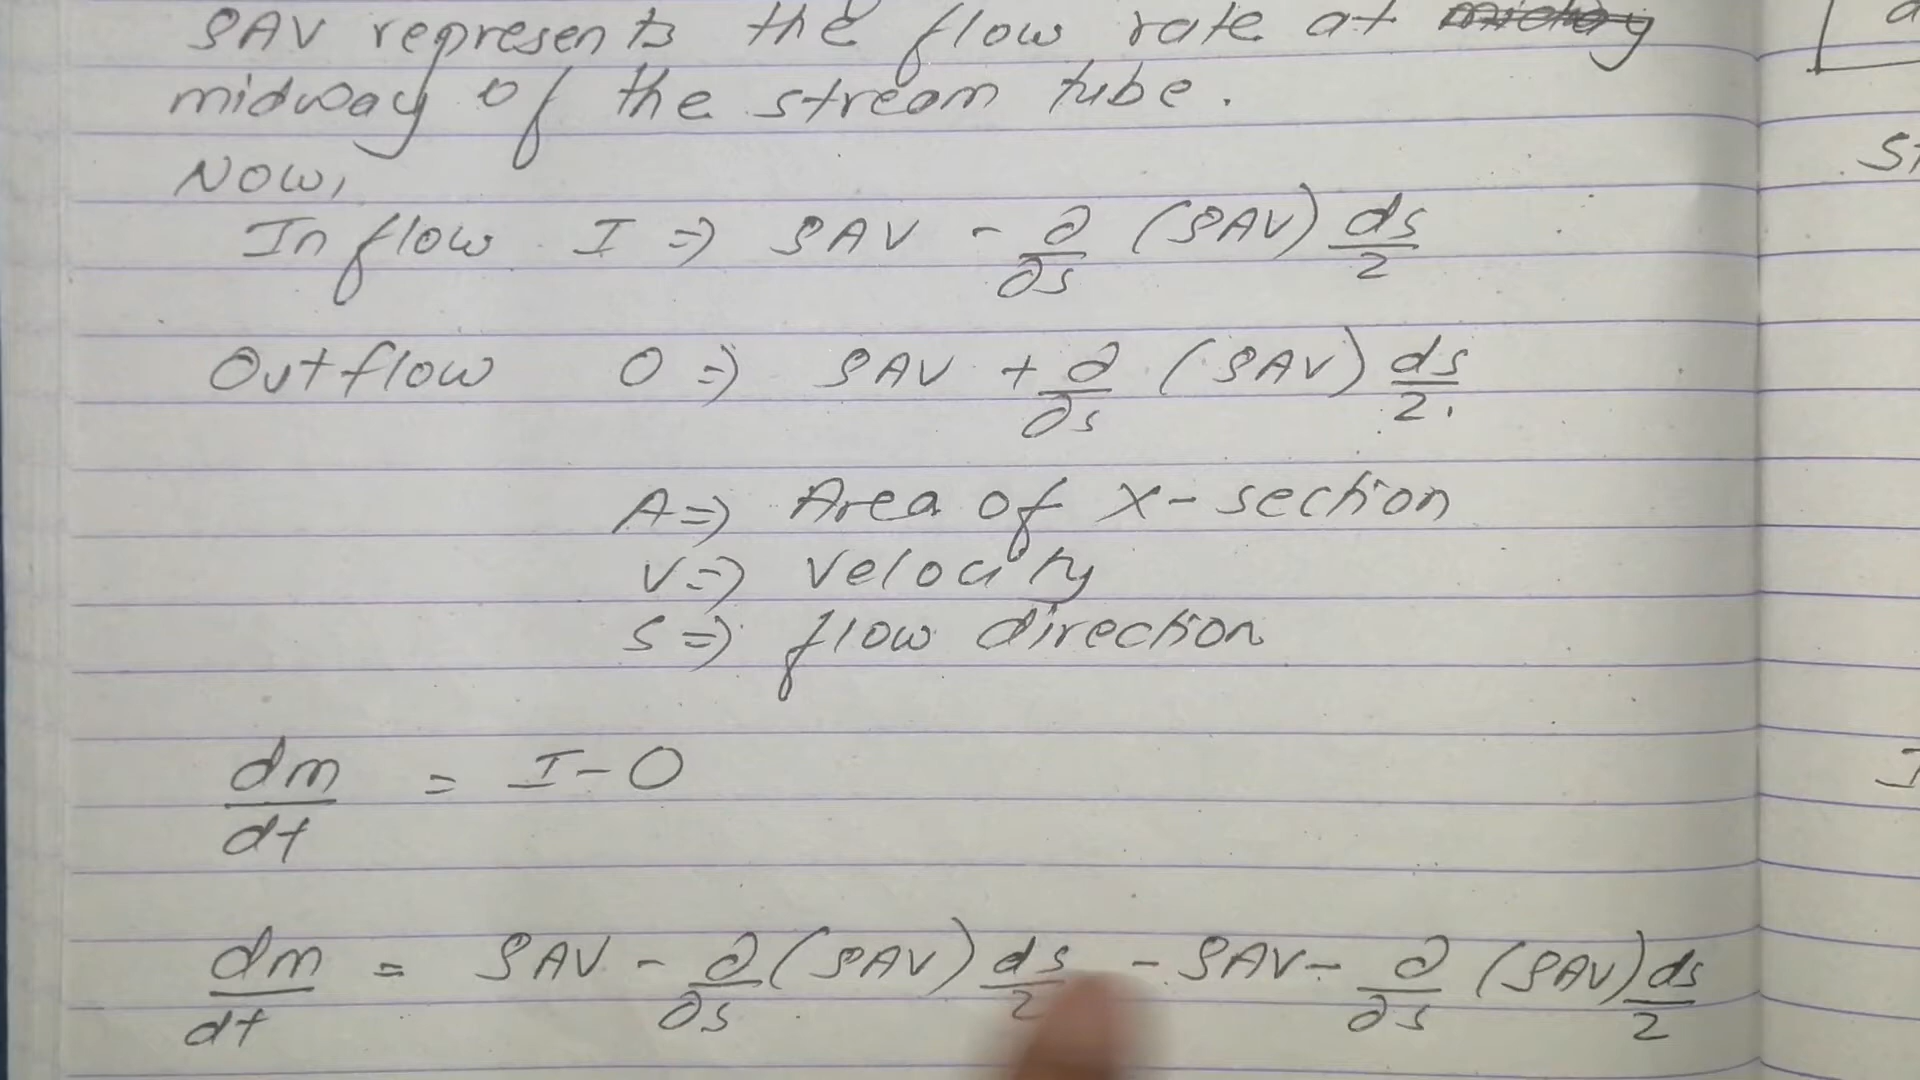 ρAV represents the flow rate at
midway of the stream tube.
Now,
Inflow I ⇒ ρAV - ∂/∂s (ρAV) ds/2
Outflow O ⇒ ρAV + ∂/∂s (ρAV) ds/2.
A ⇒ Area of X-section
V ⇒ Velocity
S ⇒ flow direction
dm/dt = I - O
dm/dt = ρAV - ∂/∂s (ρAV) ds/2 - ρAV - ∂/∂s (ρAV) ds/2